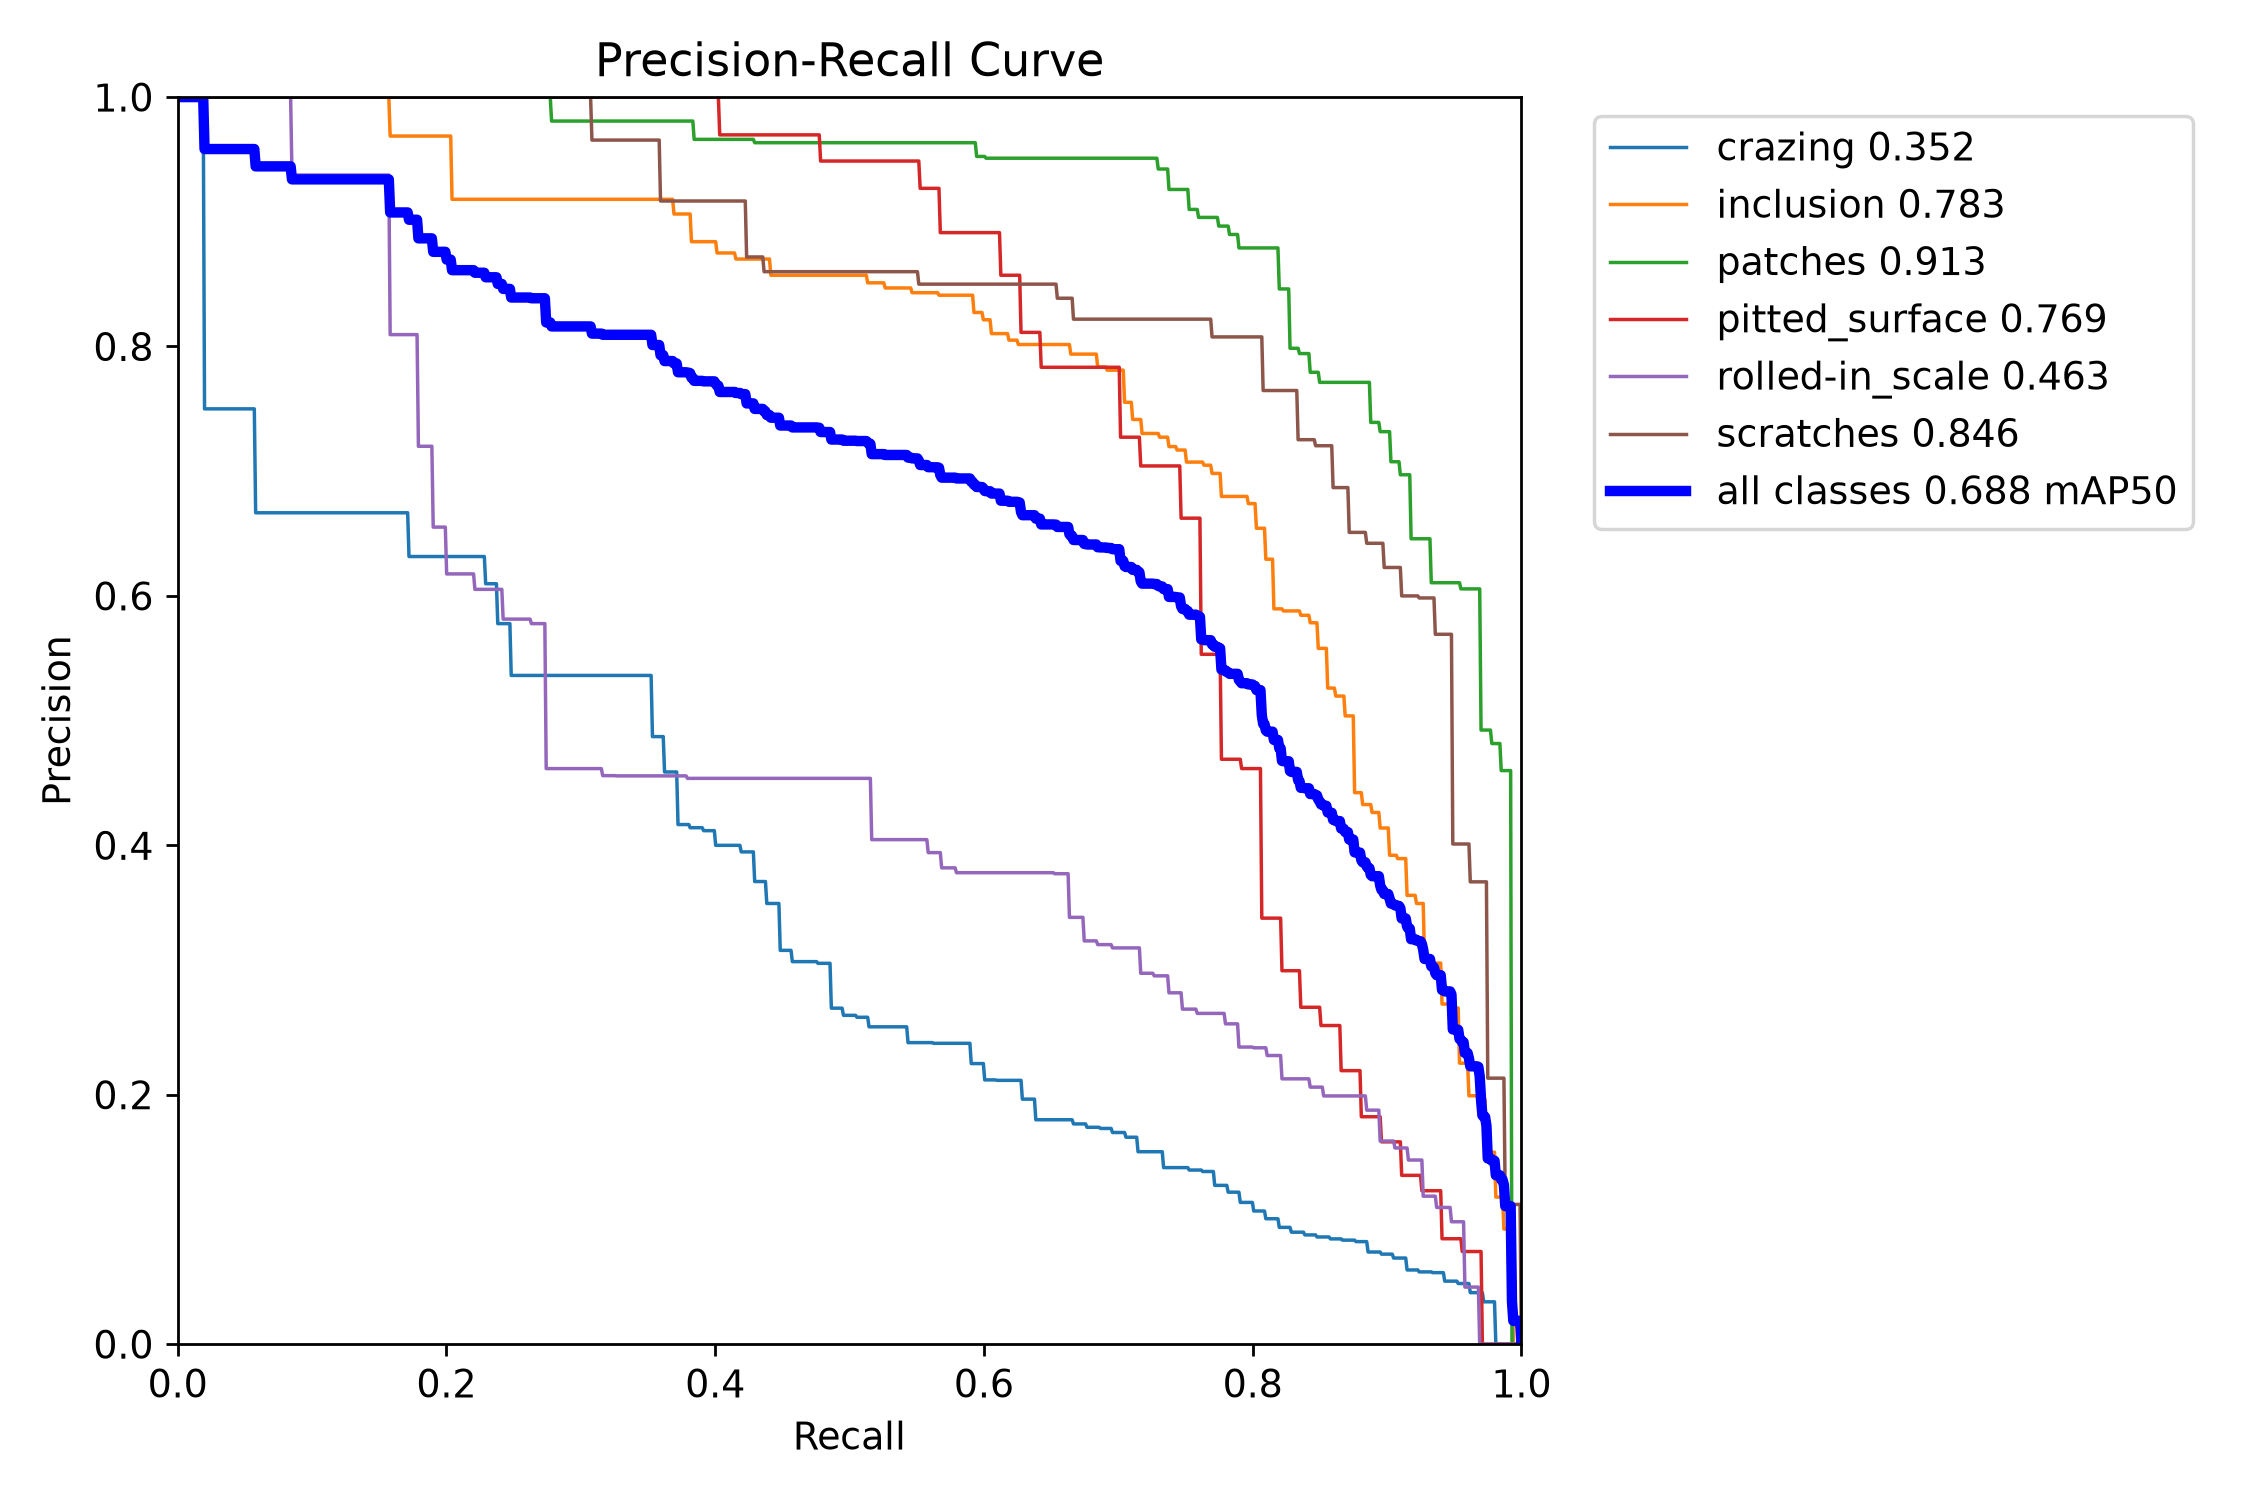 Precision-Recall Curve
1.0
0.8
0.6
0.4
0.2
0.0
Precision
0.0 0.2 0.4 0.6 0.8 1.0
Recall
crazing 0.352
inclusion 0.783
patches 0.913
pitted_surface 0.769
rolled-in_scale 0.463
scratches 0.846
all classes 0.688 mAP50